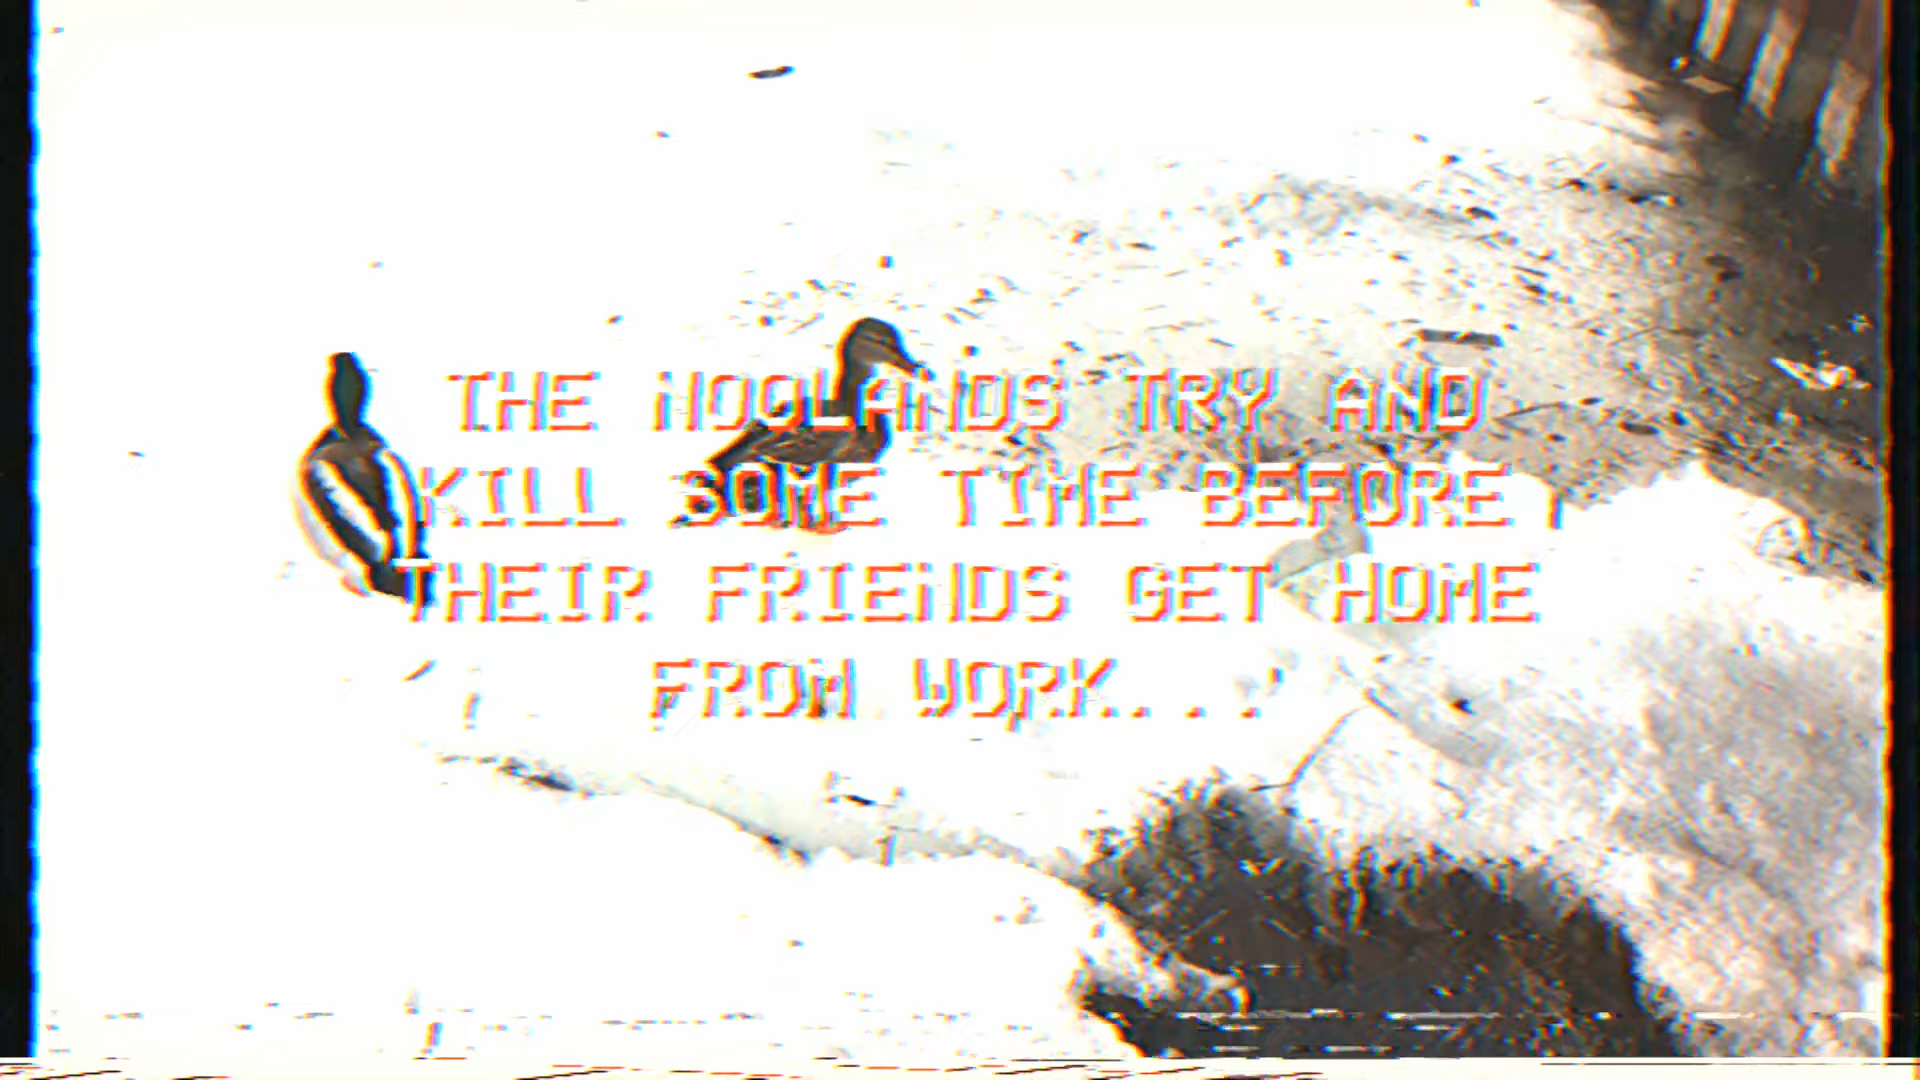 THE NOOLANDS TRY AND
KILL SOME TIME BEFORE
THEIR FRIENDS GET HOME
FROM WORK...